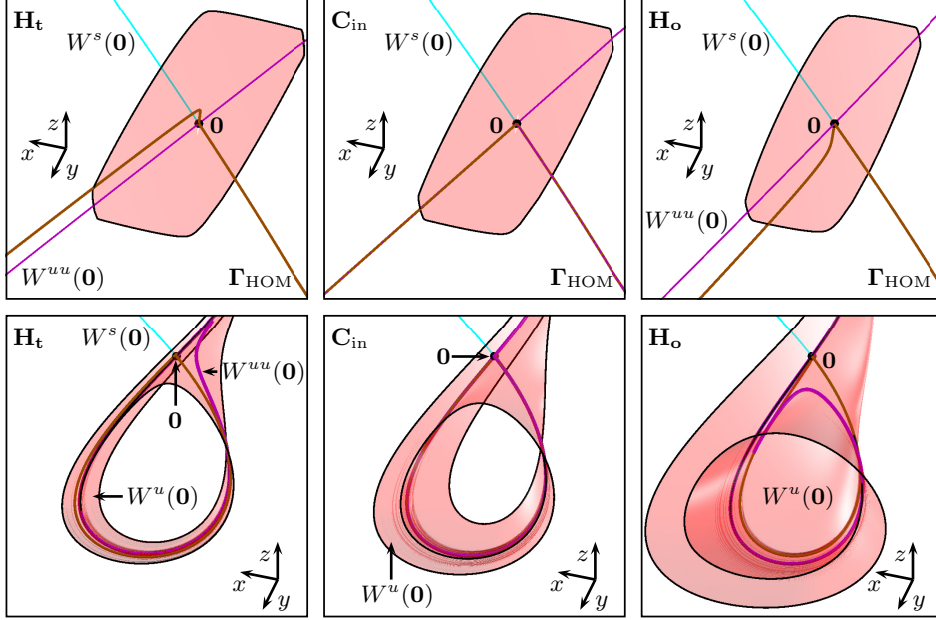 H_t
W^s(0)
0
z
x
y
W^{uu}(0)
Γ_HOM
C_in
W^s(0)
0
z
x
y
Γ_HOM
H_o
W^s(0)
0
z
x
y
W^{uu}(0)
Γ_HOM
H_t
W^s(0)
W^{uu}(0)
0
W^u(0)
z
x
y
C_in
0
W^u(0)
z
x
y
H_o
0
W^u(0)
z
x
y